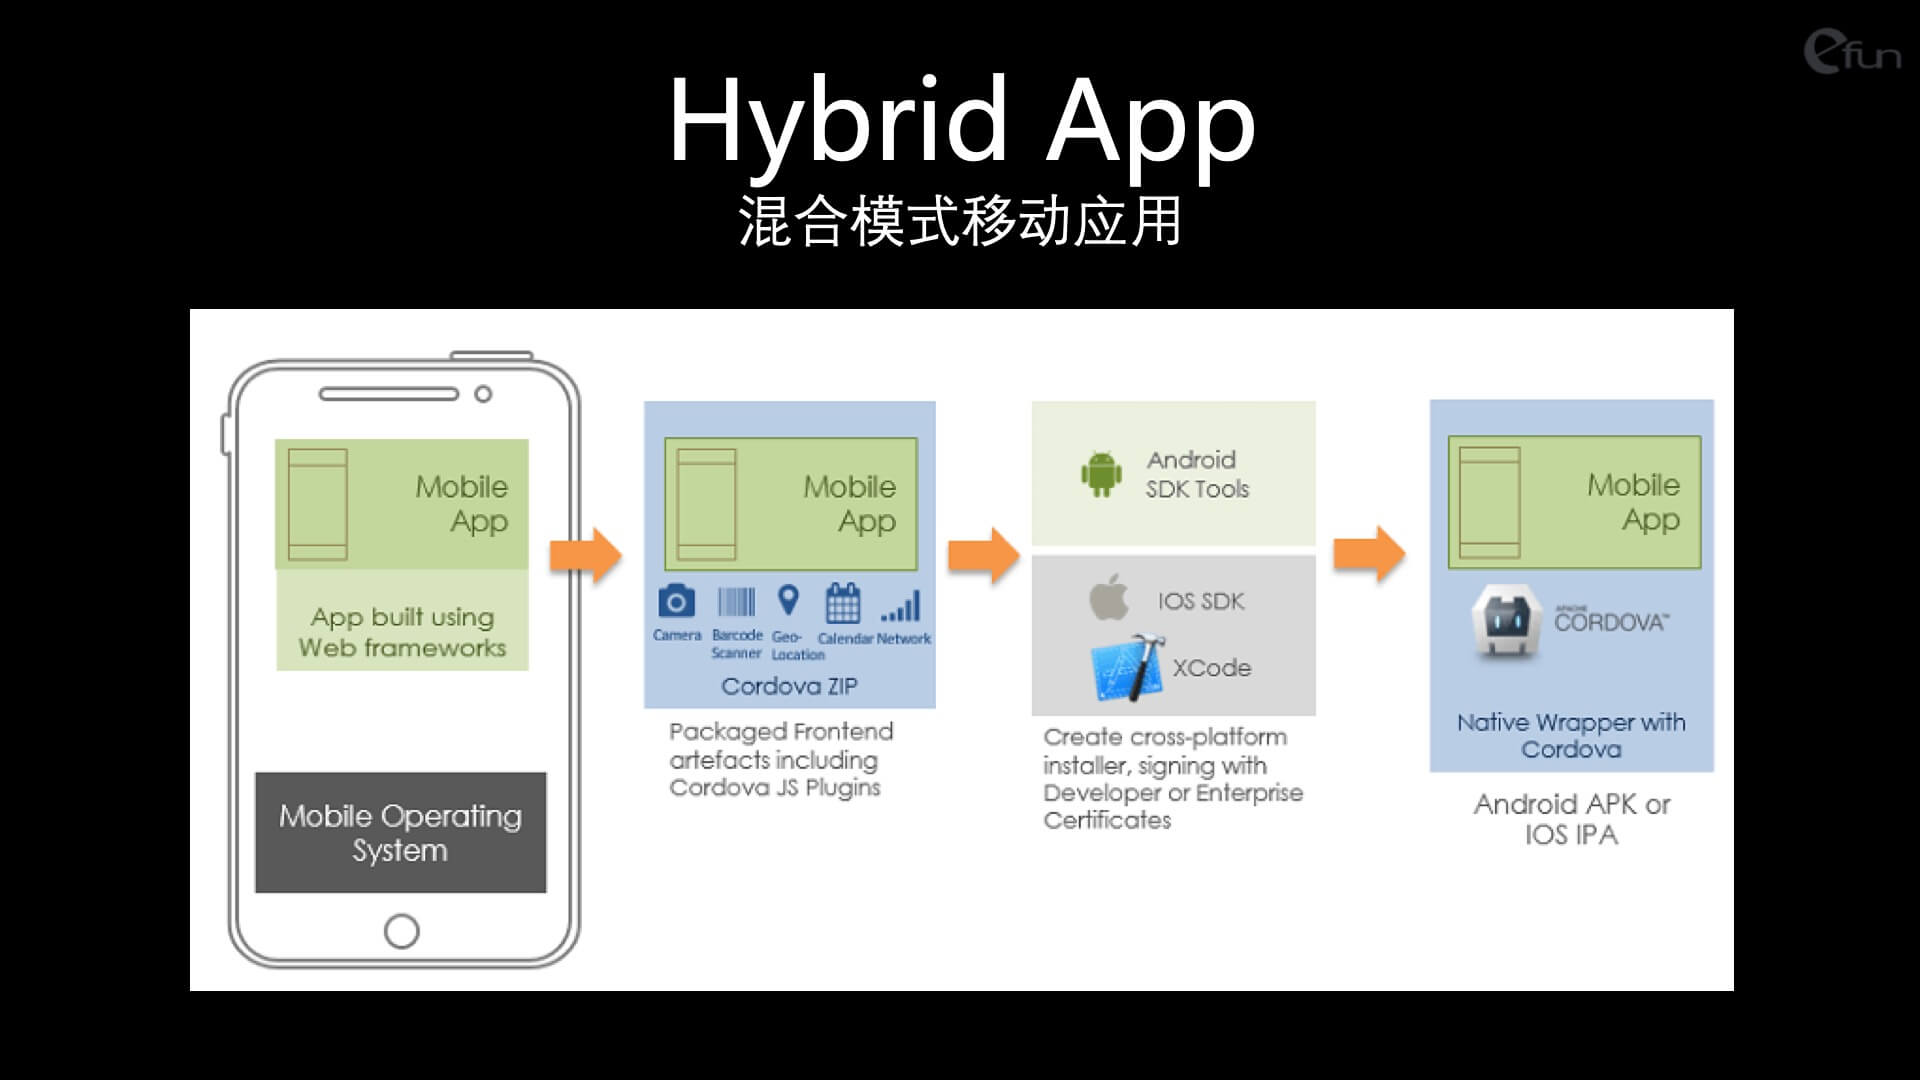 efun
Hybrid App
混合模式移动应用
Mobile
App
App built using
Web frameworks
Mobile Operating
System
Mobile
App
Camera
Barcode
Scanner
Geo-
Location
Calendar
Network
Cordova ZIP
Packaged Frontend
artefacts including
Cordova JS Plugins
Android
SDK Tools
IOS SDK
XCode
Create cross-platform
installer, signing with
Developer or Enterprise
Certificates
Mobile
App
APACHE
CORDOVA™
Native Wrapper with
Cordova
Android APK or
IOS IPA